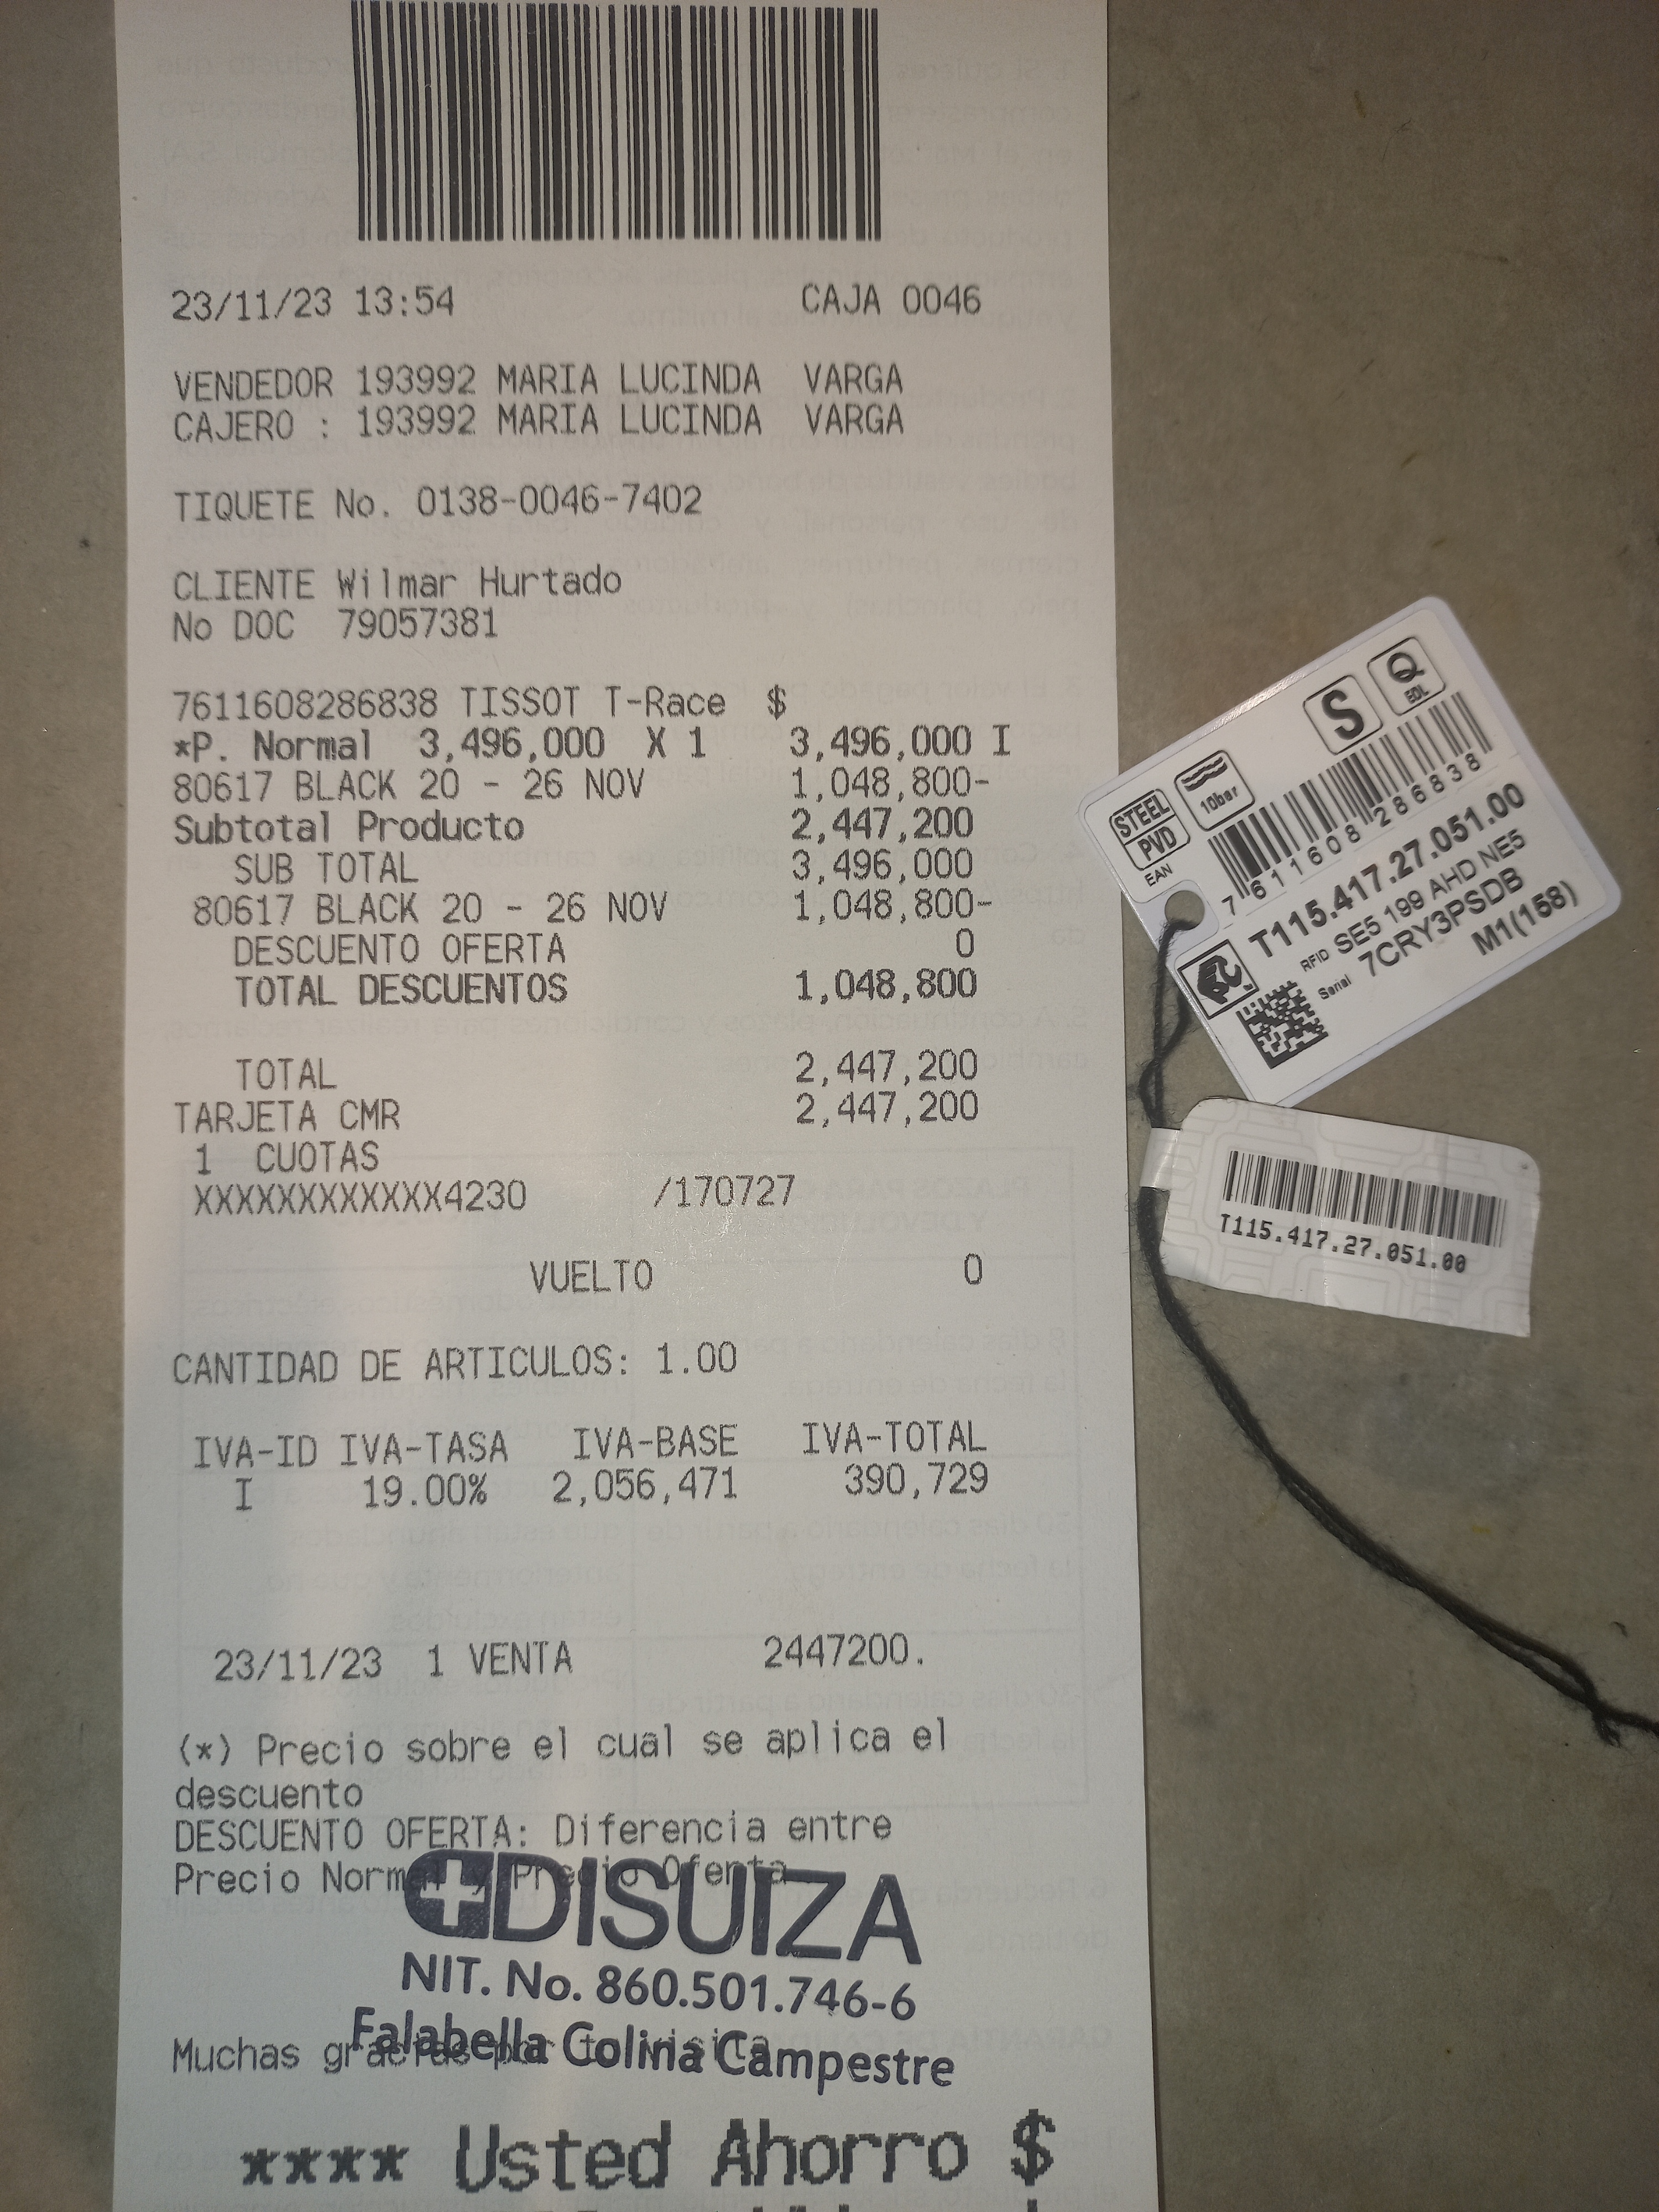 23/11/23 13:54 CAJA 0046
VENDEDOR 193992 MARIA LUCINDA VARGA
CAJERO : 193992 MARIA LUCINDA VARGA
TIQUETE No. 0138-0046-7402
CLIENTE Wilmar Hurtado
No DOC 79057381
7611608286838 TISSOT T-Race $
*P. Normal 3,496,000 X 1 3,496,000 I
80617 BLACK 20 - 26 NOV 1,048,800-
Subtotal Producto 2,447,200
SUB TOTAL 3,496,000
80617 BLACK 20 - 26 NOV 1,048,800-
DESCUENTO OFERTA 0
TOTAL DESCUENTOS 1,048,800
TOTAL 2,447,200
TARJETA CMR 2,447,200
1 CUOTAS
XXXXXXXXXXXX4230 /170727
VUELTO 0
CANTIDAD DE ARTICULOS: 1.00
IVA-ID IVA-TASA IVA-BASE IVA-TOTAL
I 19.00% 2,056,471 390,729
23/11/23 1 VENTA 2447200.
(*) Precio sobre el cual se aplica el
descuento
DESCUENTO OFERTA: Diferencia entre
Precio Normal y Precio Oferta
DISUIZA
NIT. No. 860.501.746-6
Falabella Colina Campestre
Muchas gracias por tu visita
**** Usted Ahorro $
STEEL
PVD
10bar
S
Q
EDL
EAN
7611608286838
T115.417.27.051.00
RFID SE5 199 AHD NE5
Serial 7CRY3PSDB
M1(158)
T115.417.27.051.00